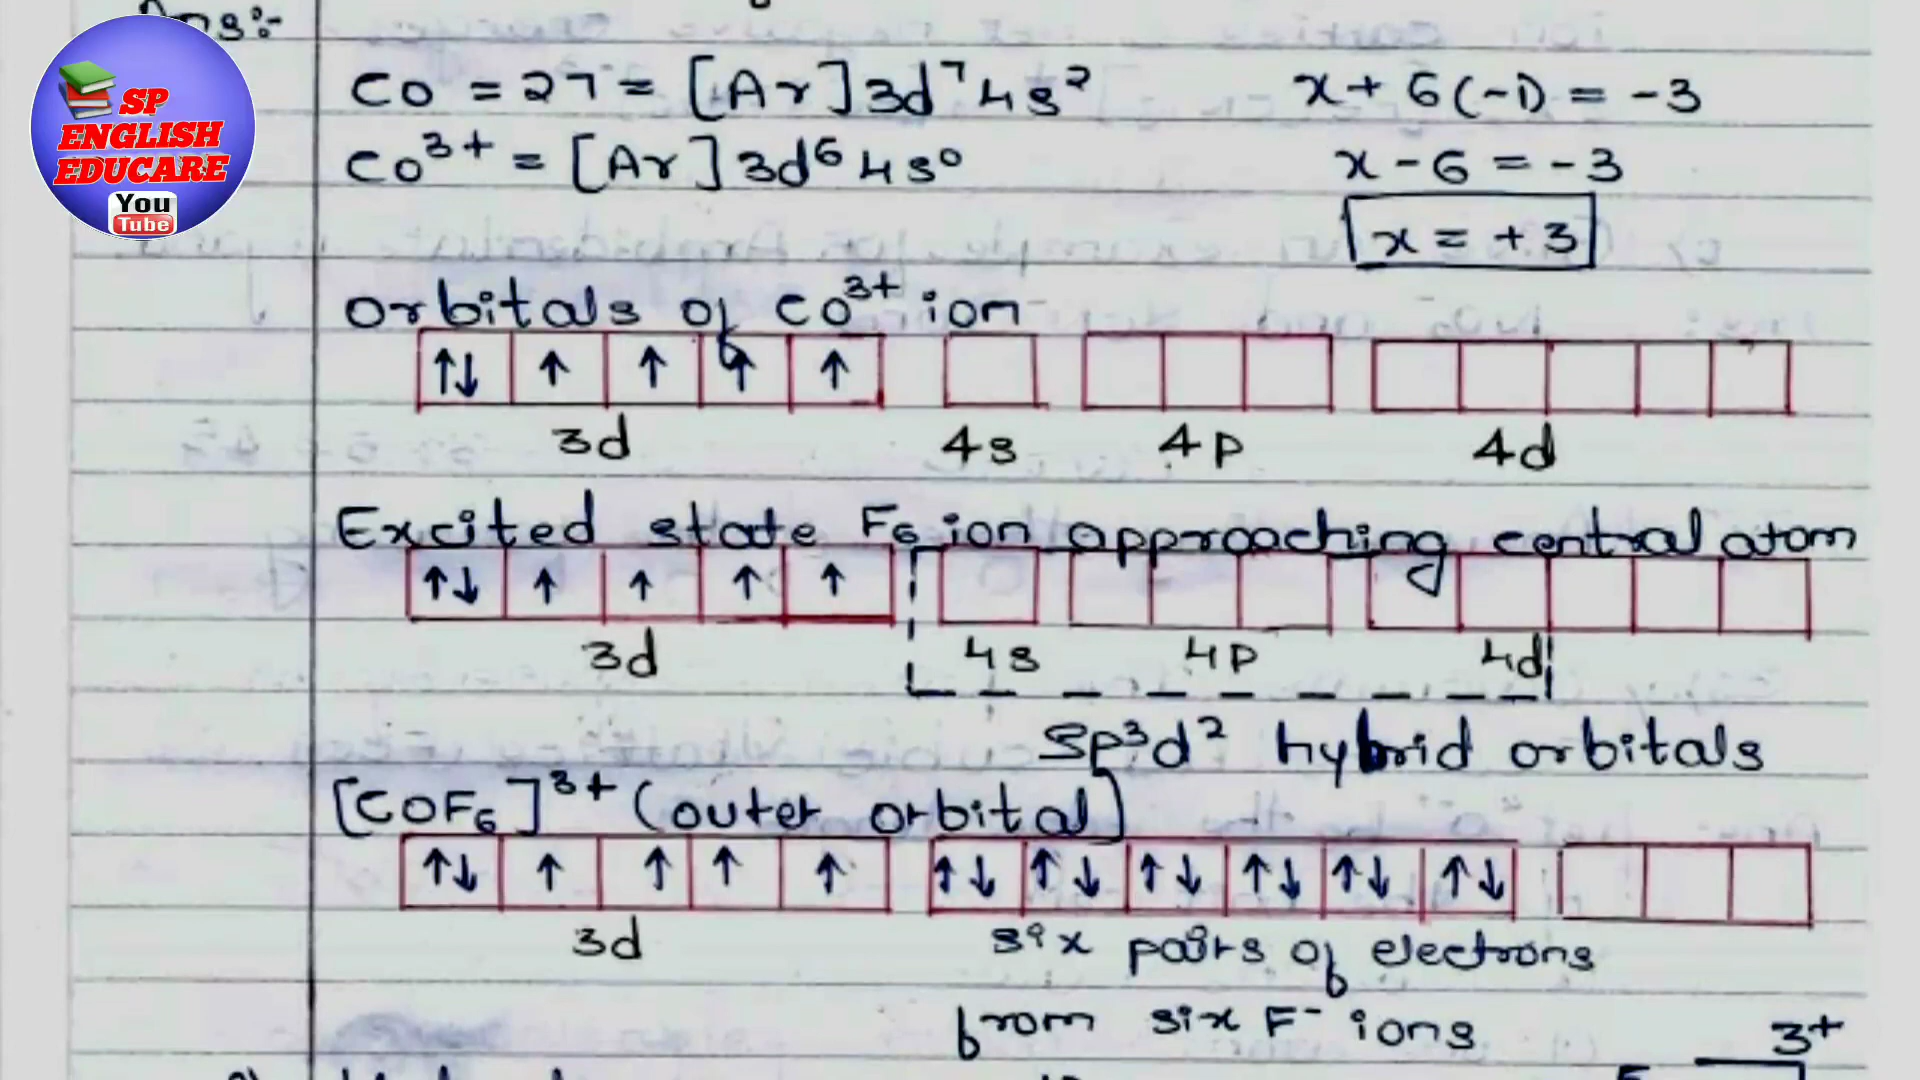 Ans:-
SP
ENGLISH
EDUCARE
You
Tube
Co = 27 = [Ar] 3d⁷ 4s²
x + 6(-1) = -3
Co³⁺ = [Ar] 3d⁶ 4s⁰
x - 6 = -3
x = +3
Orbitals of Co³⁺ ion
↑↓ ↑ ↑ ↑ ↑
3d 4s 4p 4d
Excited state F₆ ion approaching central atom
↑↓ ↑ ↑ ↑ ↑
3d 4s 4p 4d
sp³d² hybrid orbitals
[COF₆]³⁺ (outer orbital)
↑↓ ↑ ↑ ↑ ↑ ↑↓ ↑↓ ↑↓ ↑↓ ↑↓ ↑↓
3d six pairs of electrons
from six F⁻ ions
3+